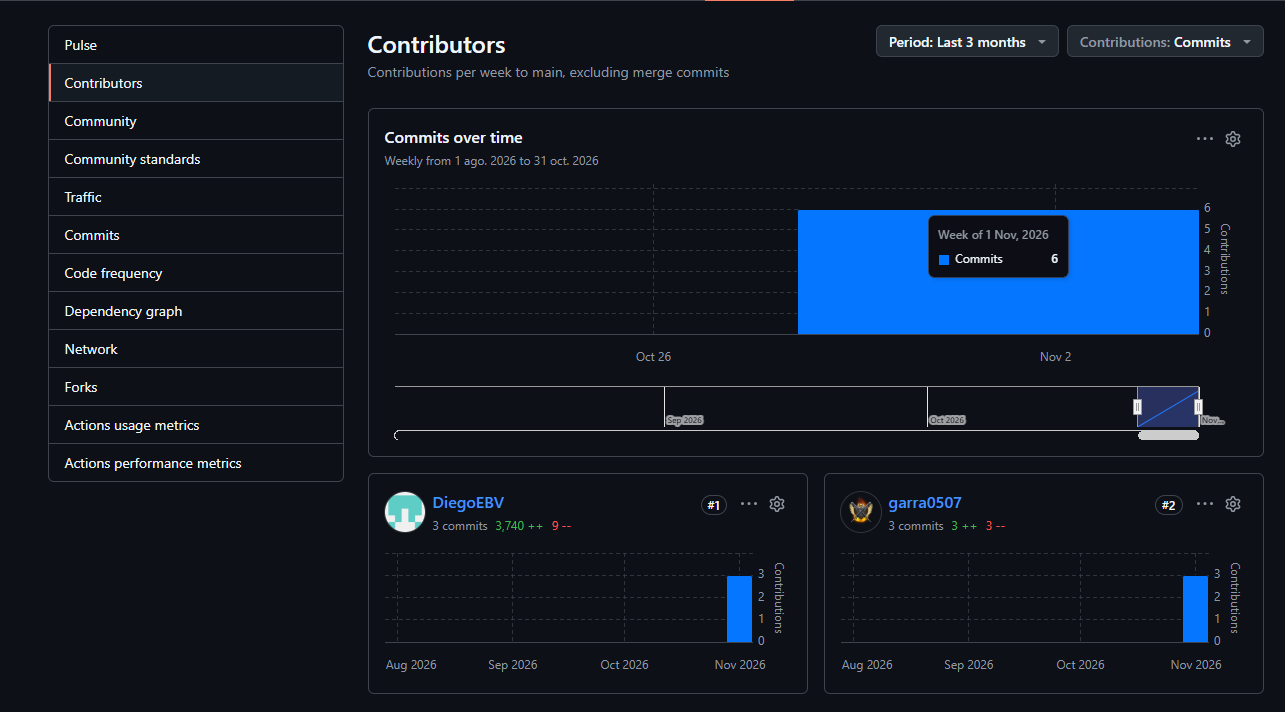 Pulse
Contributors
Community
Community standards
Traffic
Commits
Code frequency
Dependency graph
Network
Forks
Actions usage metrics
Actions performance metrics
Contributors
Contributions per week to main, excluding merge commits
Period: Last 3 months
Contributions: Commits
Commits over time
Weekly from 1 ago. 2026 to 31 oct. 2026
Week of 1 Nov, 2026
Commits 6
6
5
4
3
2
1
0
Contributions
Oct 26
Nov 2
Sep 2026
Oct 2026
Nov...
DiegoEBV
#1
3 commits 3,740 ++ 9 --
3
2
1
0
Contributions
Aug 2026
Sep 2026
Oct 2026
Nov 2026
garra0507
#2
3 commits 3 ++ 3 --
3
2
1
0
Contributions
Aug 2026
Sep 2026
Oct 2026
Nov 2026